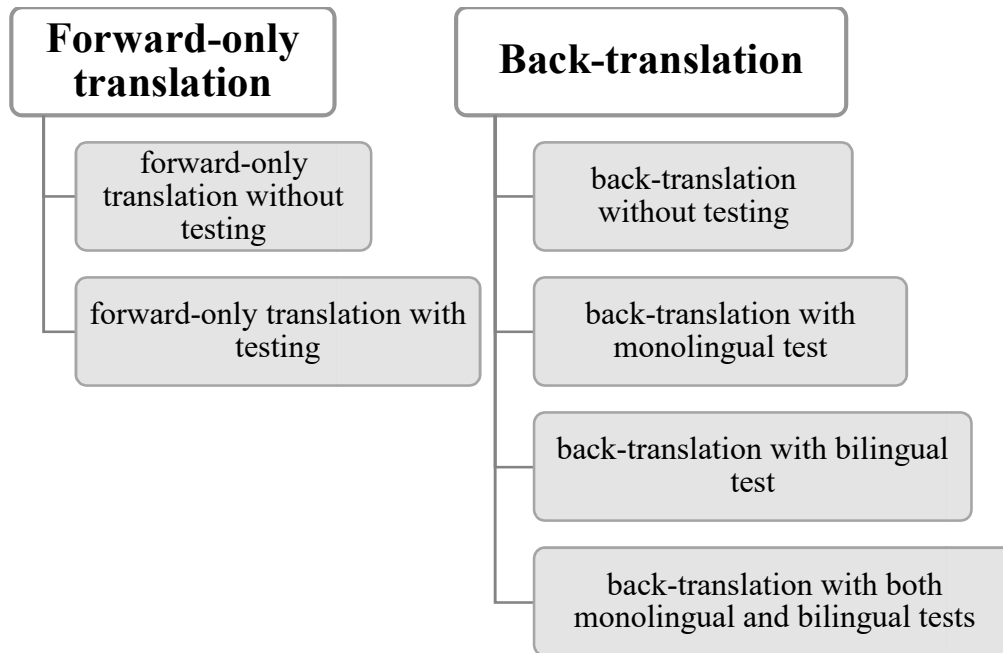 Forward-only
translation
forward-only
translation without
testing
forward-only translation with
testing
Back-translation
back-translation
without testing
back-translation with
monolingual test
back-translation with bilingual
test
back-translation with both
monolingual and bilingual tests